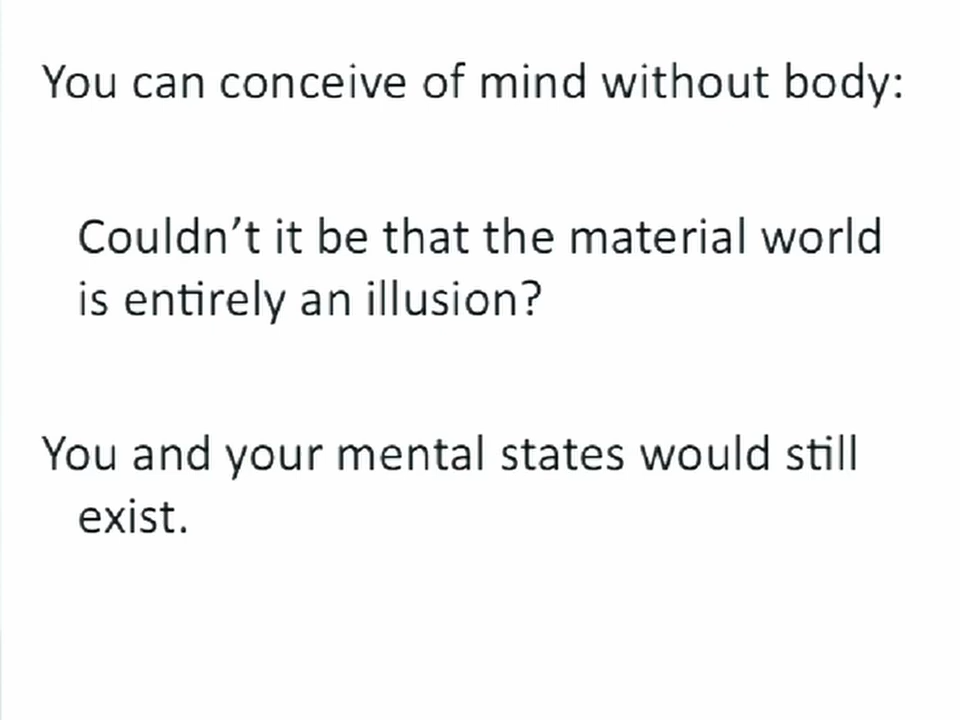 You can conceive of mind without body:
Couldn’t it be that the material world
is entirely an illusion?
You and your mental states would still
exist.